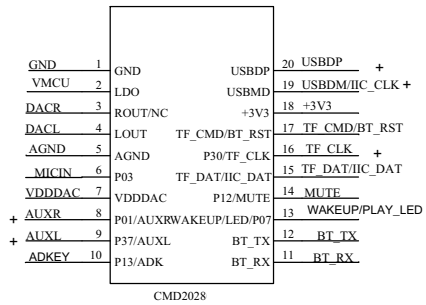 GND 1 GND USBDP 20 USBDP +
VMCU 2 LDO USBMD 19 USBDM/IIC_CLK +
DACR 3 ROUT/NC +3V3 18 +3V3
DACL 4 LOUT TF_CMD/BT_RST 17 TF_CMD/BT_RST
AGND 5 AGND P30/TF_CLK 16 TF_CLK +
MICIN 6 P03 TF_DAT/IIC_DAT 15 TF_DAT/IIC_DAT
VDDDAC 7 VDDDAC P12/MUTE 14 MUTE
+ AUXR 8 P01/AUXR WAKEUP/LED/P07 13 WAKEUP/PLAY_LED
+ AUXL 9 P37/AUXL BT_TX 12 BT_TX
ADKEY 10 P13/ADK BT_RX 11 BT_RX
CMD2028